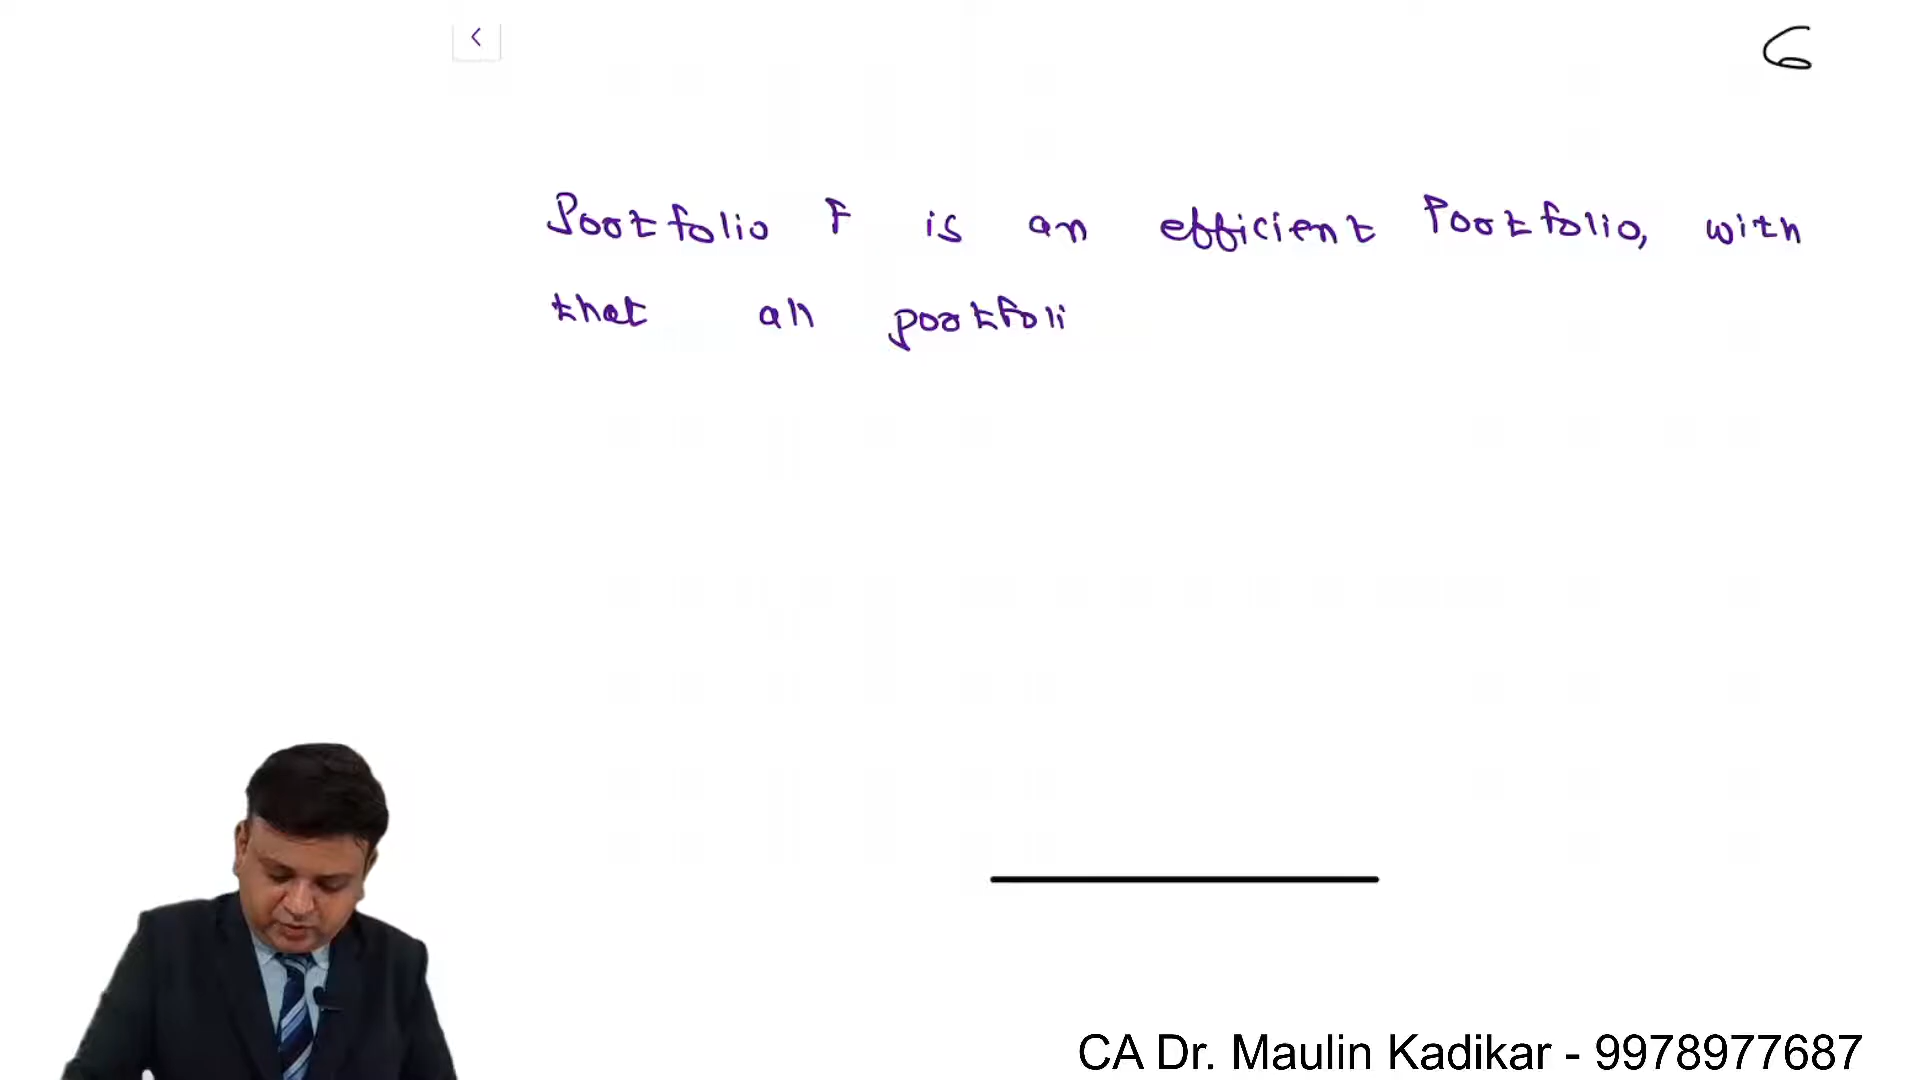 6
Portfolio F is an efficient Portfolio, with
that all portfoli
CA Dr. Maulin Kadikar - 9978977687